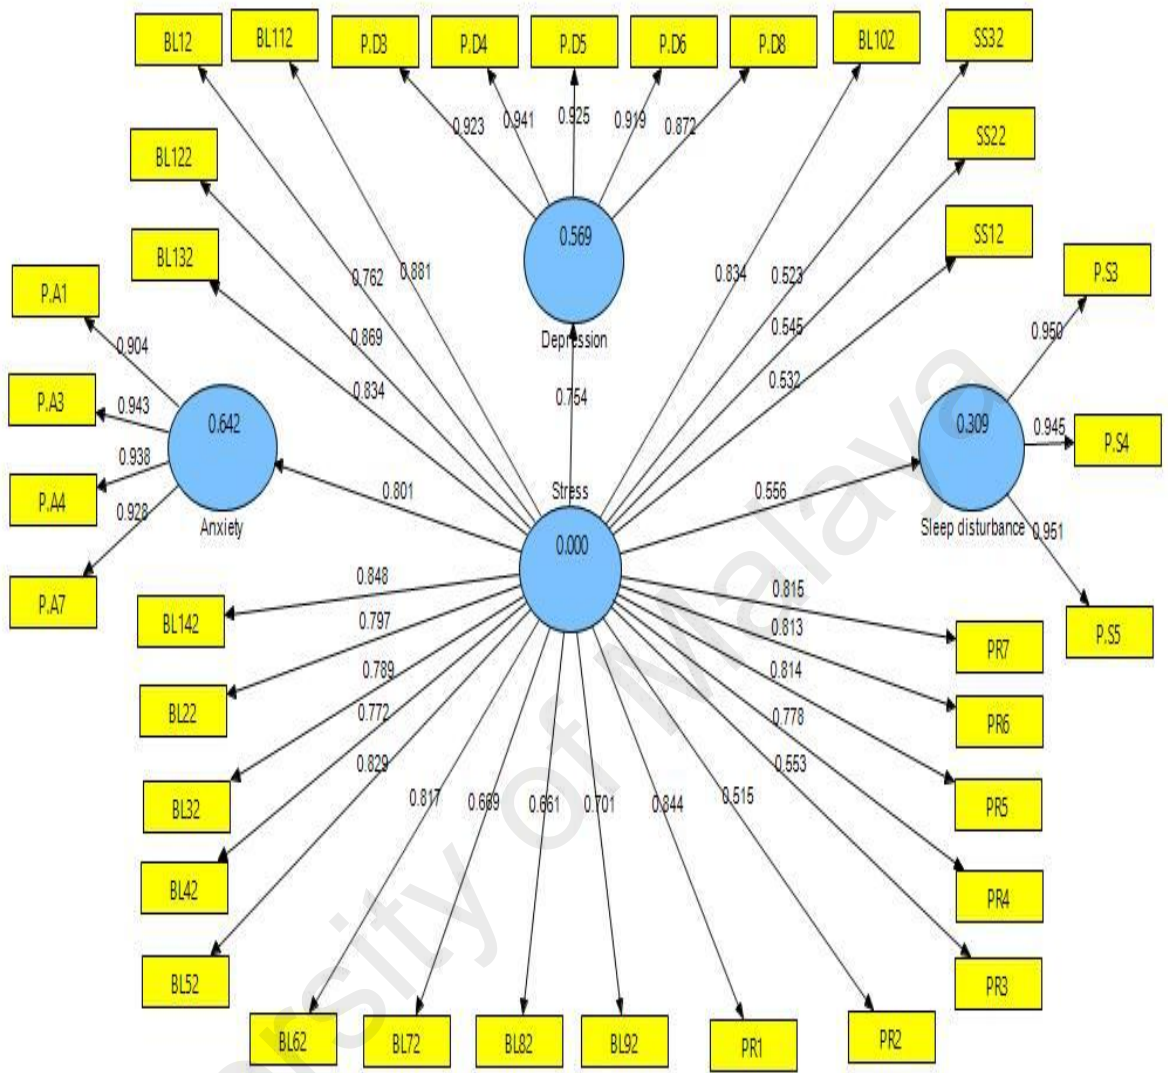 BL12 BL112 P.D3 P.D4 P.D5 P.D6 P.D8 BL102 SS32
0.923 0.941 0.925 0.919 0.872
BL122 SS22
BL132 0.762 0.881 0.569 0.834 0.523 SS12
P.A1 P.S3
0.904 0.869 Depression 0.545 0.950
P.A3 0.943 0.834 0.754 0.532
0.642 0.309 0.945 P.S4
P.A4 0.938
0.928 0.801 Stress 0.556
Anxiety Sleep disturbance 0.951
0.000
P.A7 0.848 0.815 P.S5
BL142 0.797 0.813 PR7
0.789 0.814
BL22 0.772 0.778 PR6
0.829 0.553
BL32 0.817 0.669 0.661 0.701 0.844 0.515 PR5
BL42 PR4
BL52 PR3
BL62 BL72 BL82 BL92 PR1 PR2
University of Malaya